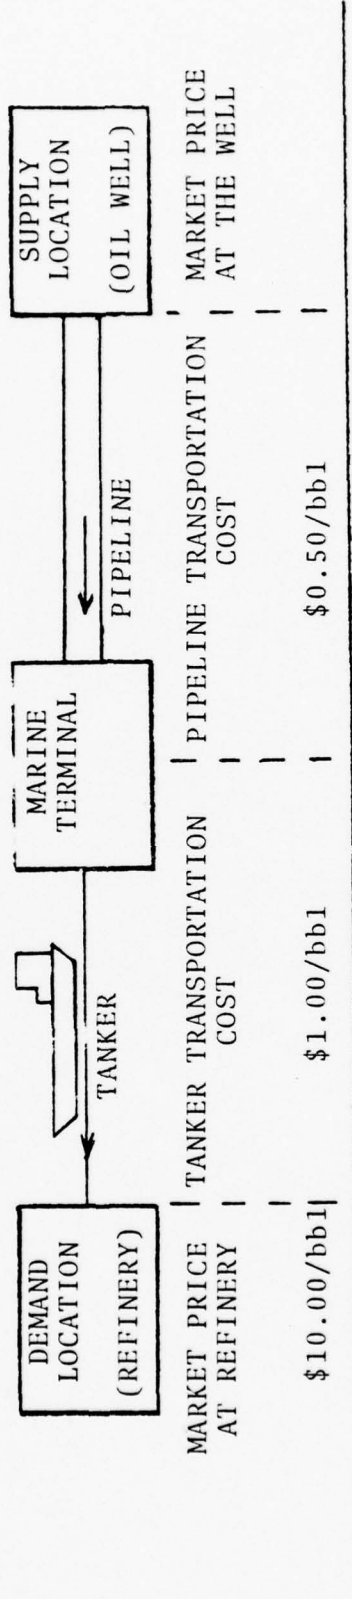 DEMAND
LOCATION
(REFINERY)
TANKER
MARINE
TERMINAL
PIPELINE
SUPPLY
LOCATION
(OIL WELL)
MARKET PRICE
AT REFINERY
TANKER TRANSPORTATION
COST
PIPELINE TRANSPORTATION
COST
MARKET PRICE
AT THE WELL
$10.00/bbl
$1.00/bbl
$0.50/bbl